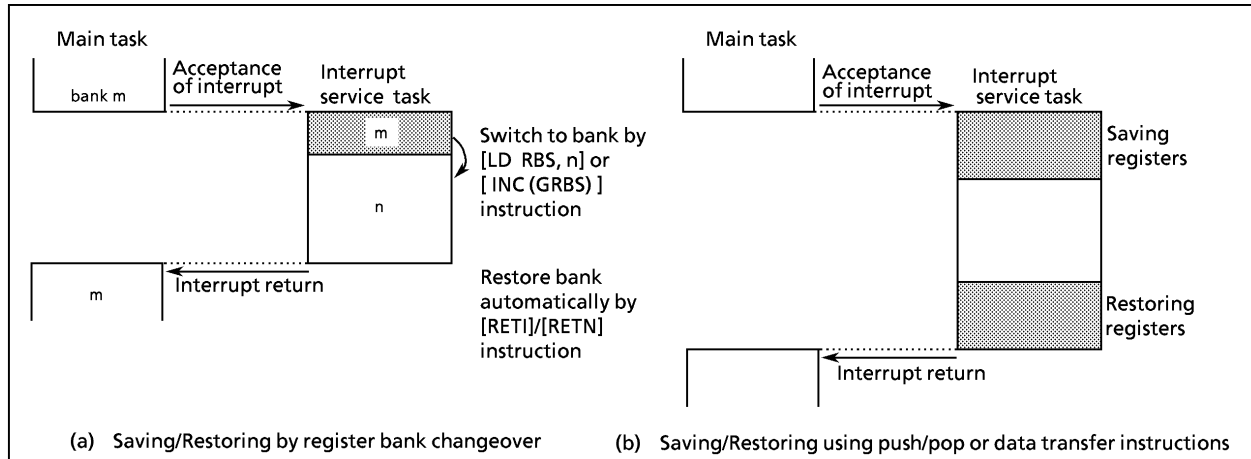 Main task
Acceptance
of interrupt
Interrupt
service task
bank m
m
Switch to bank by
[LD RBS, n] or
[ INC (GRBS) ]
instruction
n
Interrupt return
m
Restore bank
automatically by
[RETI]/[RETN]
instruction
(a) Saving/Restoring by register bank changeover
Main task
Acceptance
of interrupt
Interrupt
service task
Saving
registers
Restoring
registers
Interrupt return
(b) Saving/Restoring using push/pop or data transfer instructions